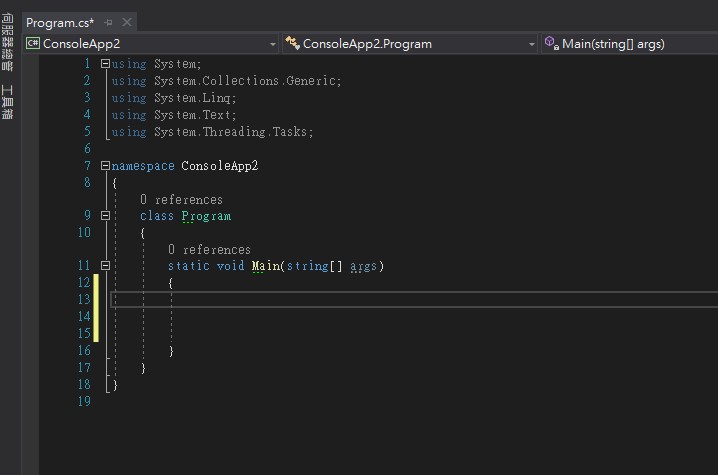 伺服器總管
工具箱
Program.cs*
C# ConsoleApp2
ConsoleApp2.Program
Main(string[] args)
1 using System;
2 using System.Collections.Generic;
3 using System.Linq;
4 using System.Text;
5 using System.Threading.Tasks;
6
7 namespace ConsoleApp2
8 {
0 references
9 class Program
10 {
0 references
11 static void Main(string[] args)
12 {
13
14
15
16 }
17 }
18 }
19